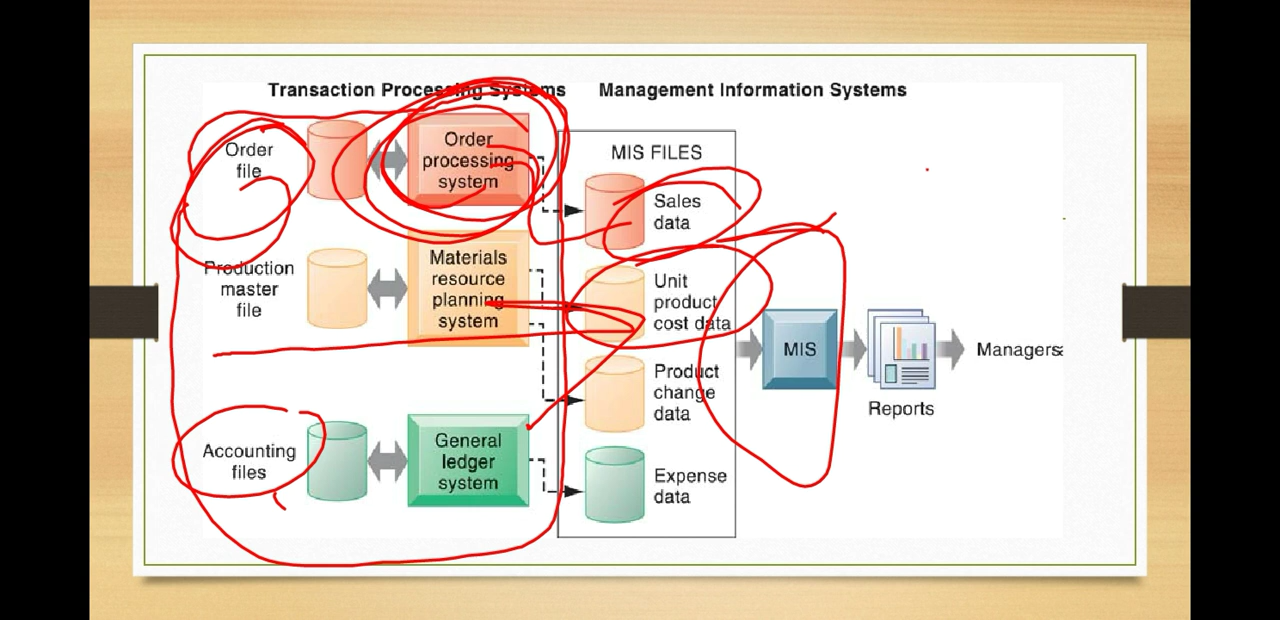 Transaction Processing Systems
Management Information Systems
Order
file
Order
processing
system
MIS FILES
Sales
data
Production
master
file
Materials
resource
planning
system
Unit
product
cost data
Product
change
data
MIS
Reports
Managers
Accounting
files
General
ledger
system
Expense
data